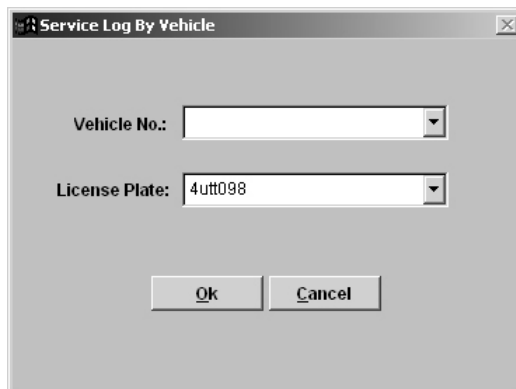 Service Log By Vehicle
Vehicle No.:
License Plate: 4utt098
Ok Cancel